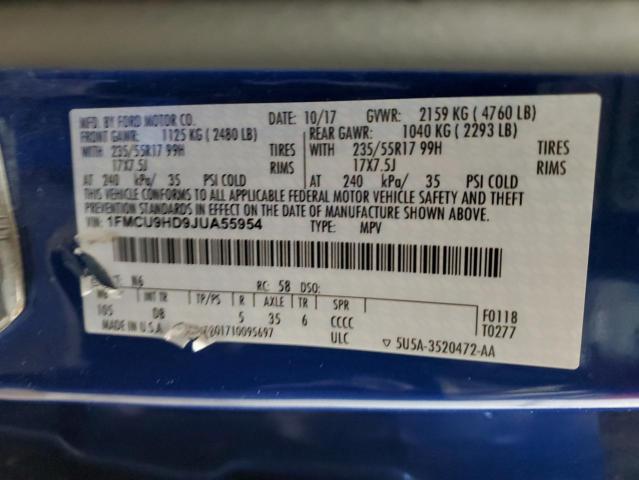 MFD. BY FORD MOTOR CO. DATE: 10/17 GVWR: 2159 KG ( 4760 LB)
FRONT GAWR: 1125 KG ( 2480 LB) REAR GAWR: 1040 KG ( 2293 LB)
WITH 235/55R17 99H TIRES WITH 235/55R17 99H TIRES
17X7.5J RIMS 17X7.5J RIMS
AT 240 kPa/ 35 PSI COLD AT 240 kPa/ 35 PSI COLD
THIS VEHICLE CONFORMS TO ALL APPLICABLE FEDERAL MOTOR VEHICLE SAFETY AND THEFT
PREVENTION STANDARDS IN EFFECT ON THE DATE OF MANUFACTURE SHOWN ABOVE.
VIN: 1FMCU9HD9JUA55954 TYPE: MPV
N6 RC: 58 DSO:
INT TR TP/PS R AXLE TR SPR
105 D8 5 35 6 CCCC F0118
MADE IN U.S.A. 01710095697 ULC T0277
▽ 5U5A-3520472-AA